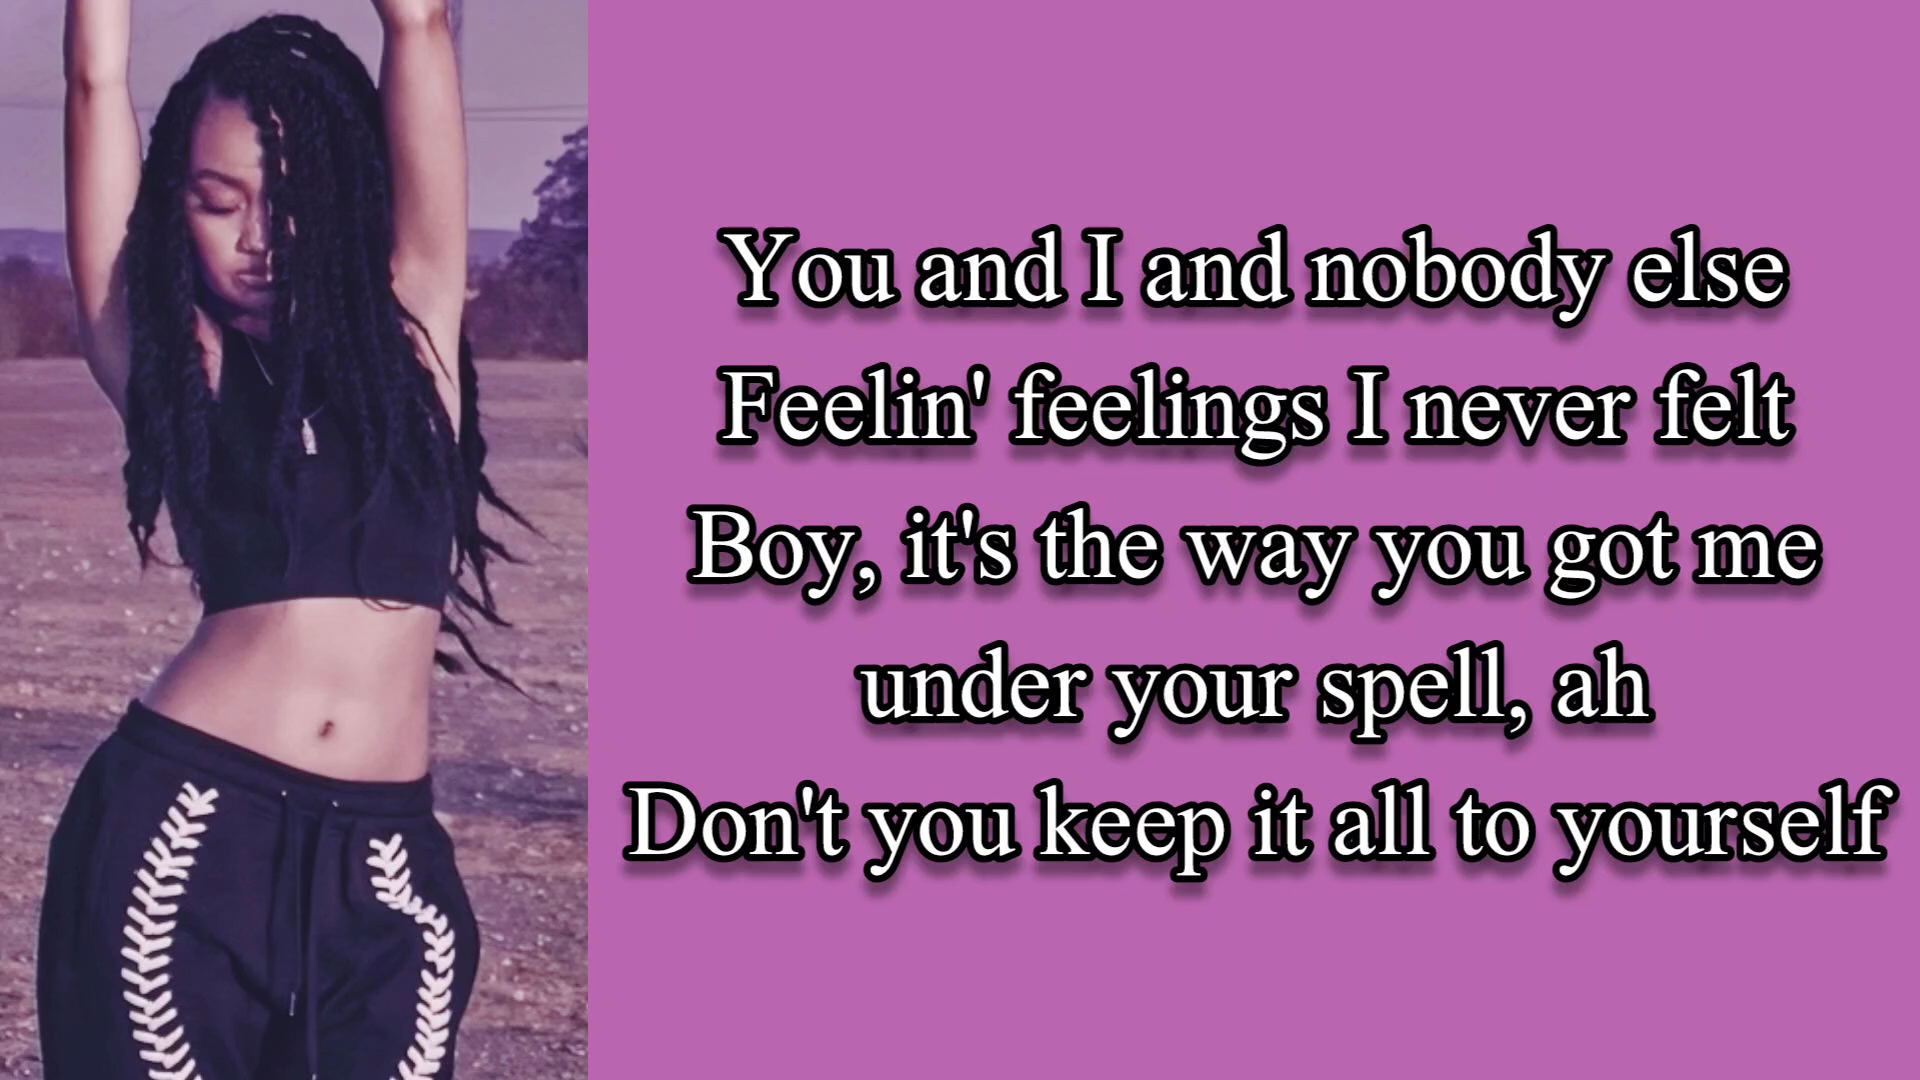 You and I and nobody else
Feelin' feelings I never felt
Boy, it's the way you got me
under your spell, ah
Don't you keep it all to yourself